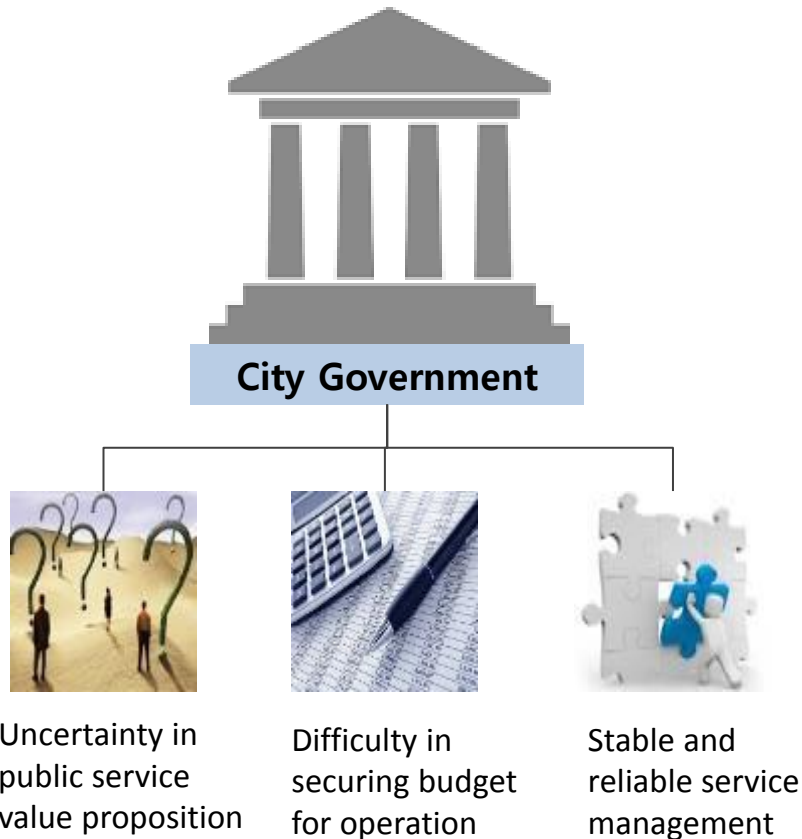 City Government
Uncertainty in
public service
value proposition
Difficulty in
securing budget
for operation
Stable and
reliable service
management